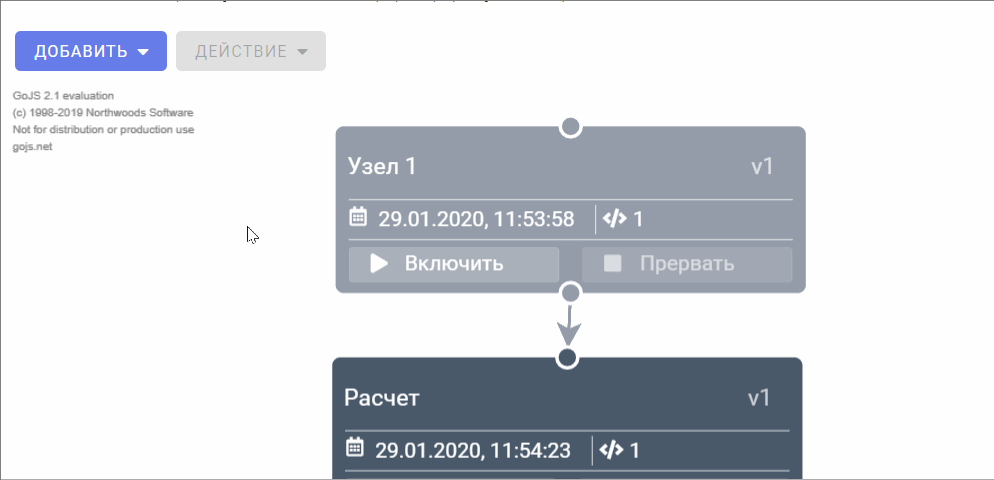 ДОБАВИТЬ ДЕЙСТВИЕ
GoJS 2.1 evaluation
(c) 1998-2019 Northwoods Software
Not for distribution or production use
gojs.net
Узел 1 v1
29.01.2020, 11:53:58 </> 1
Включить Прервать
Расчет v1
29.01.2020, 11:54:23 </> 1